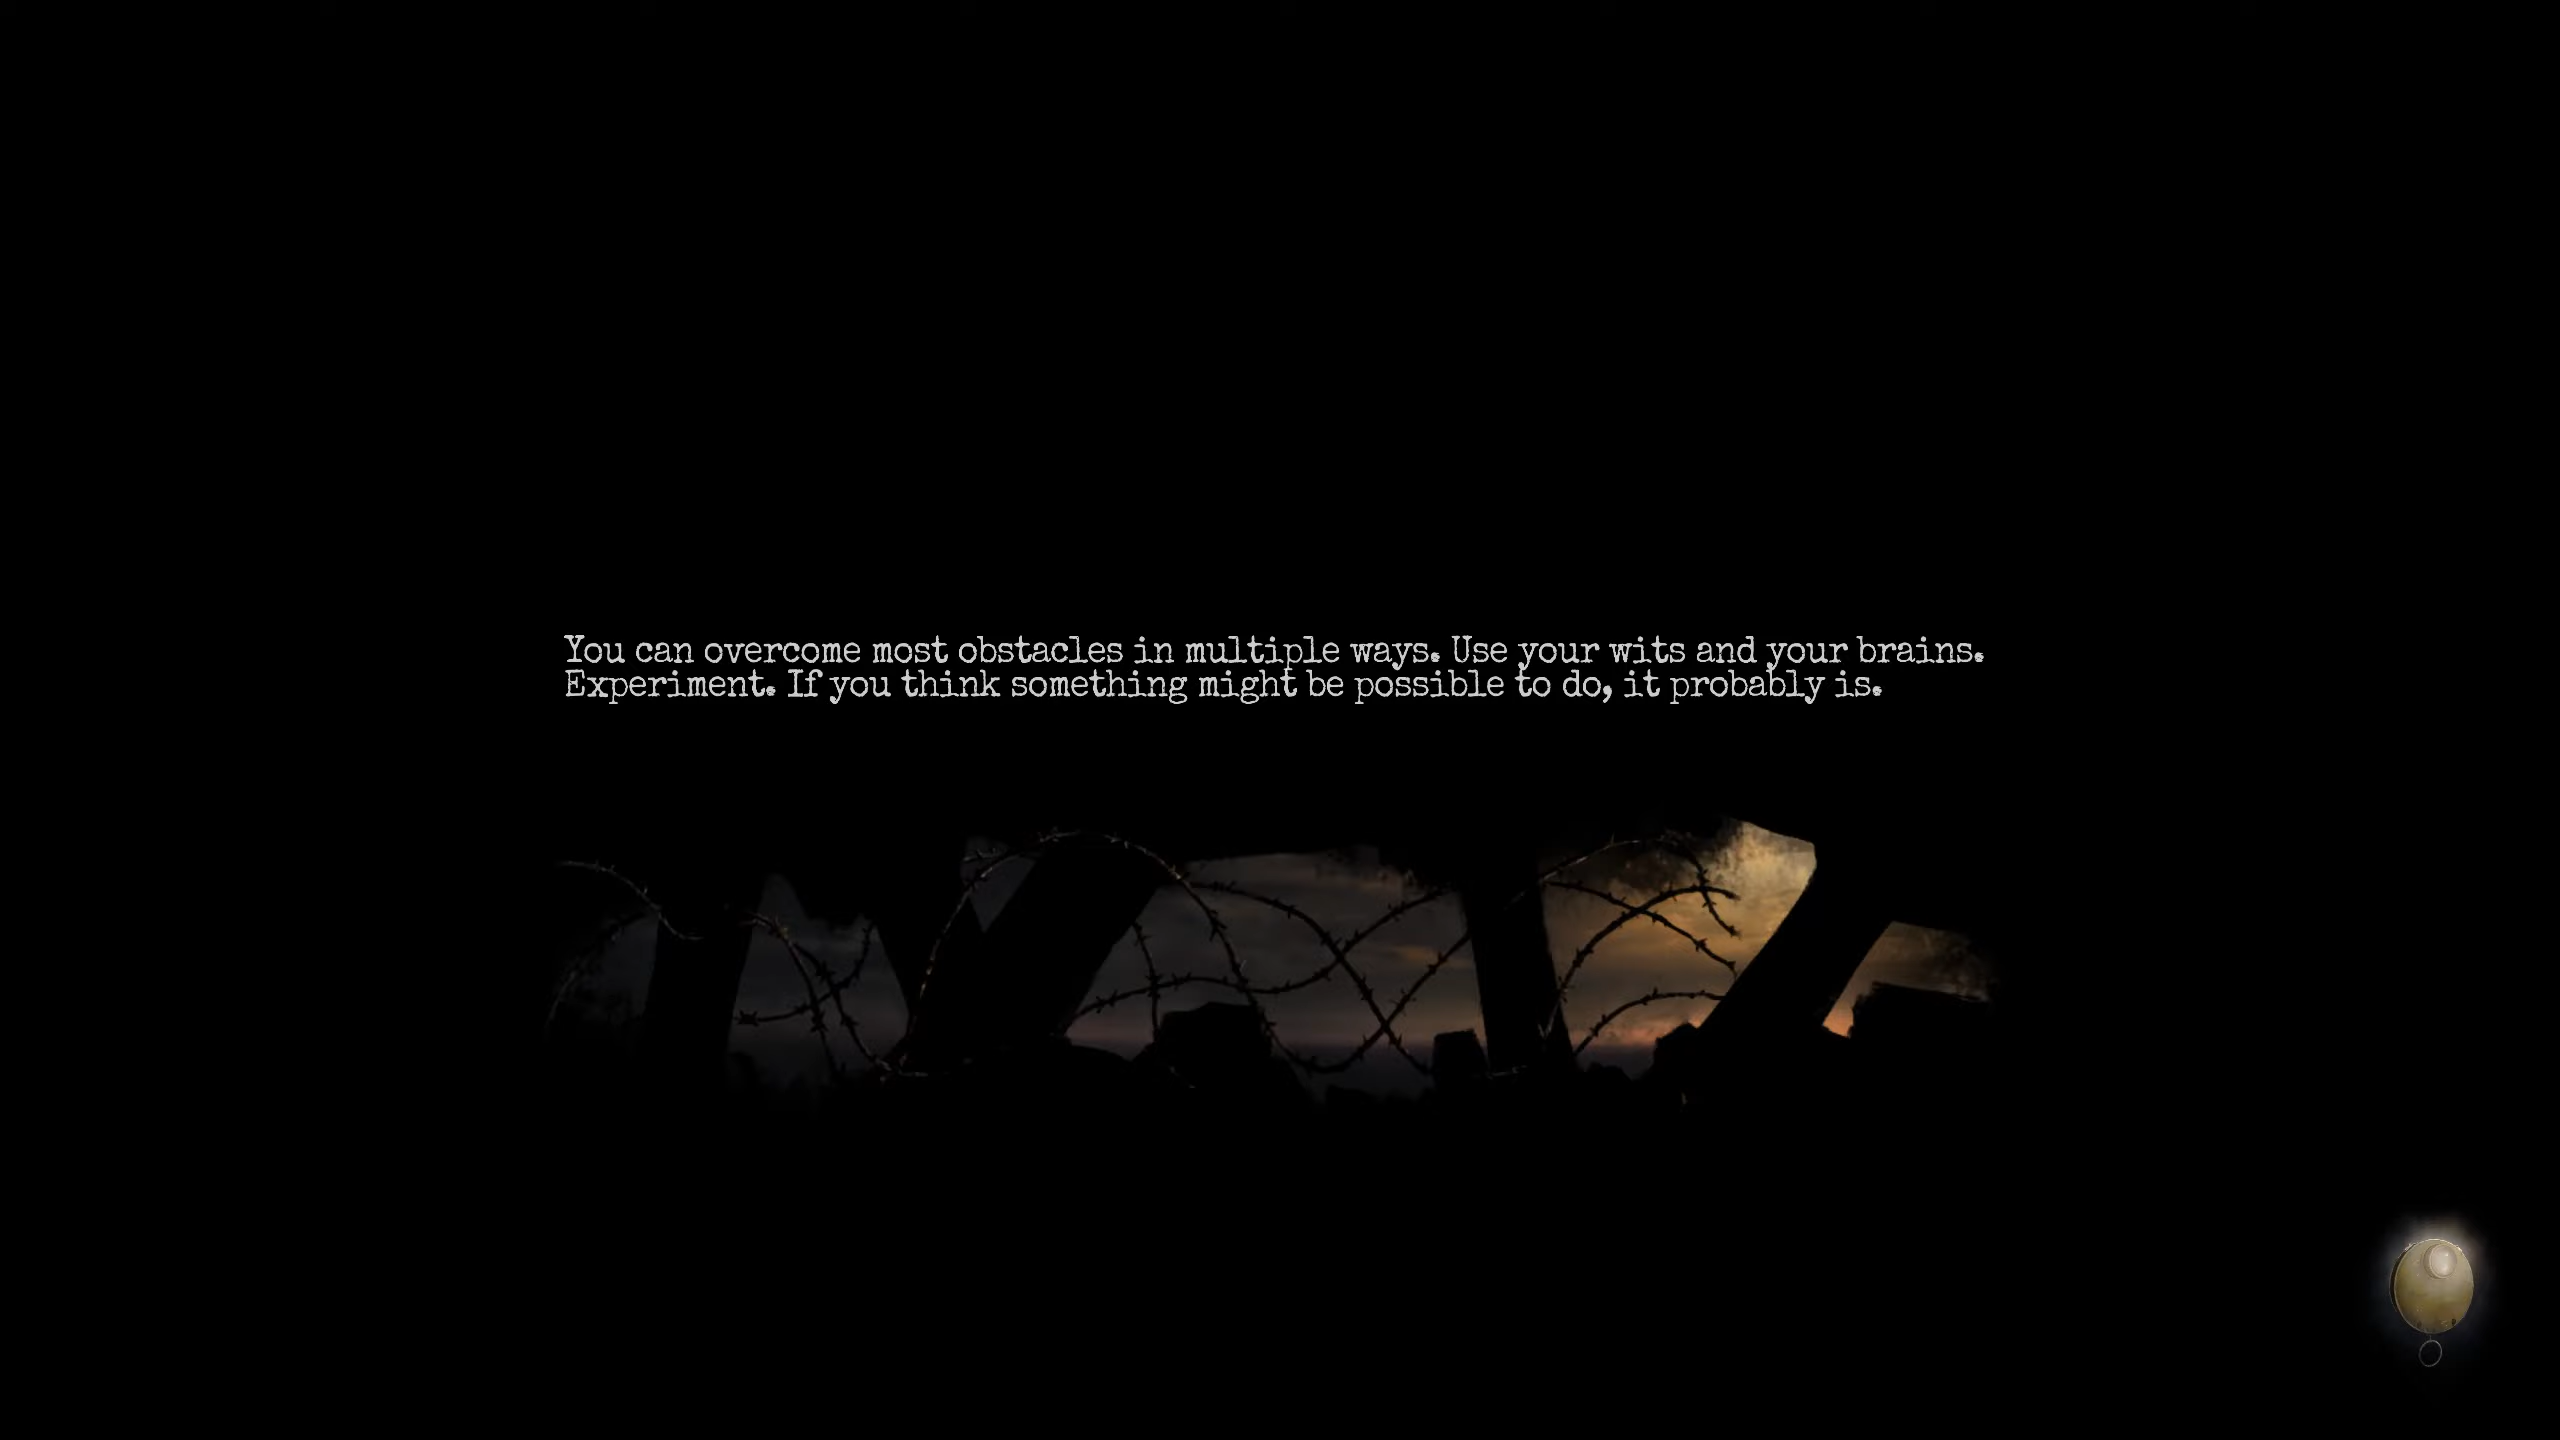 You can overcome most obstacles in multiple ways. Use your wits and your brains.
Experiment. If you think something might be possible to do, it probably is.